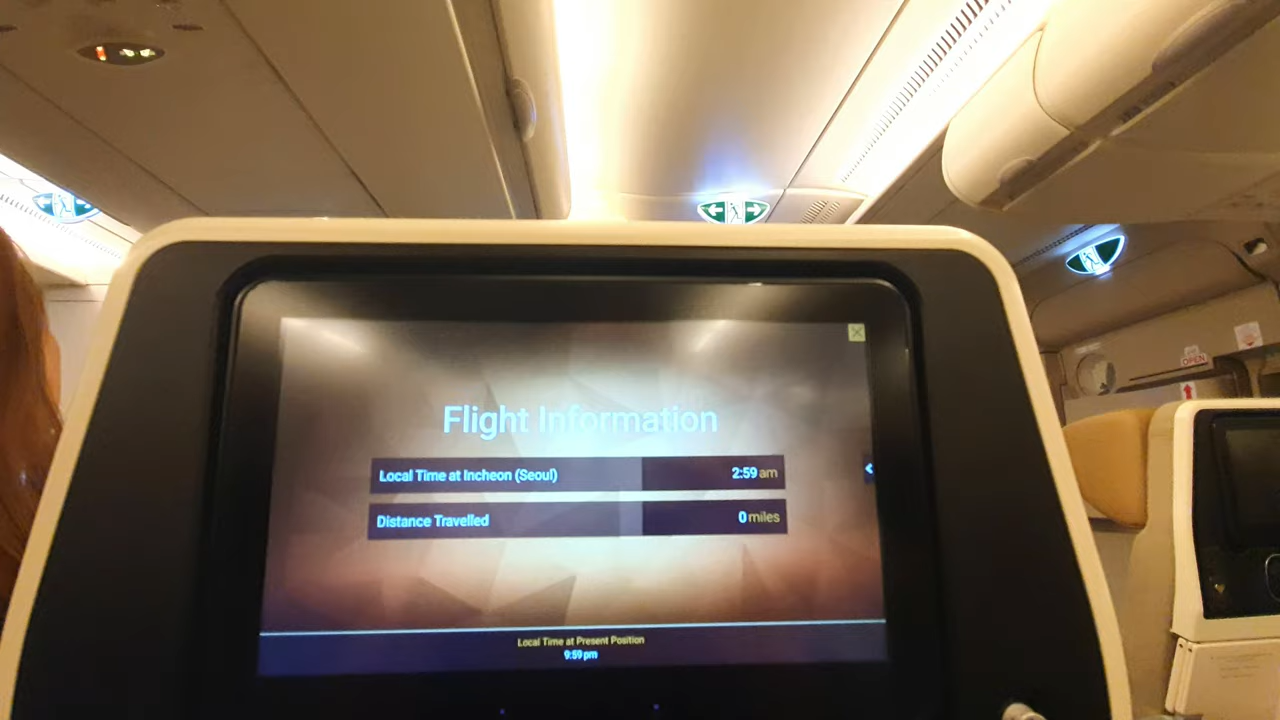 Flight Information
Local Time at Incheon (Seoul) 2:59 am
Distance Travelled 0 miles
Local Time at Present Position
9:59 pm
OPEN